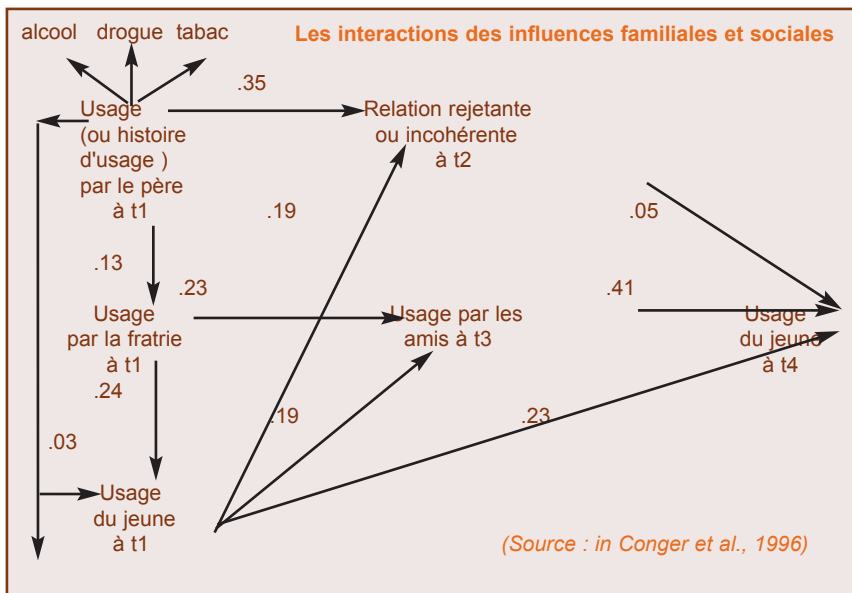 Les interactions des influences familiales et sociales
alcool drogue tabac
.35
Usage
(ou histoire
d'usage )
par le père
à t1
Relation rejetante
ou incohérente
à t2
.19
.05
.13
.23
.41
Usage
par la fratrie
à t1
Usage par les
amis à t3
Usage
du jeune
à t4
.24
.19
.23
.03
Usage
du jeune
à t1
(Source : in Conger et al., 1996)